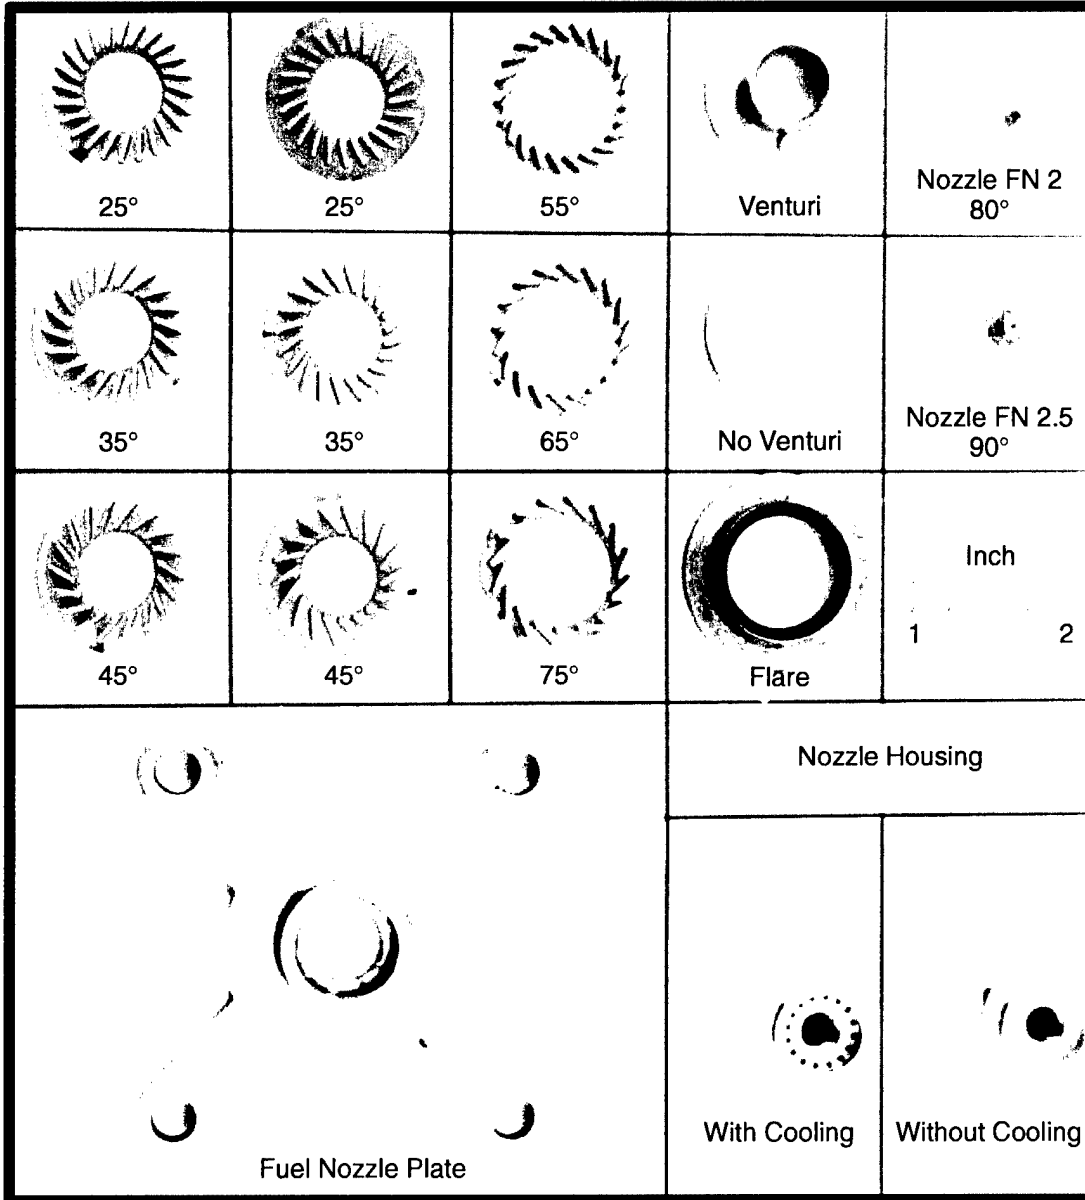 25°
25°
55°
Venturi
Nozzle FN 2
80°
35°
35°
65°
No Venturi
Nozzle FN 2.5
90°
45°
45°
75°
Flare
Inch
1 2
Nozzle Housing
Fuel Nozzle Plate
With Cooling
Without Cooling